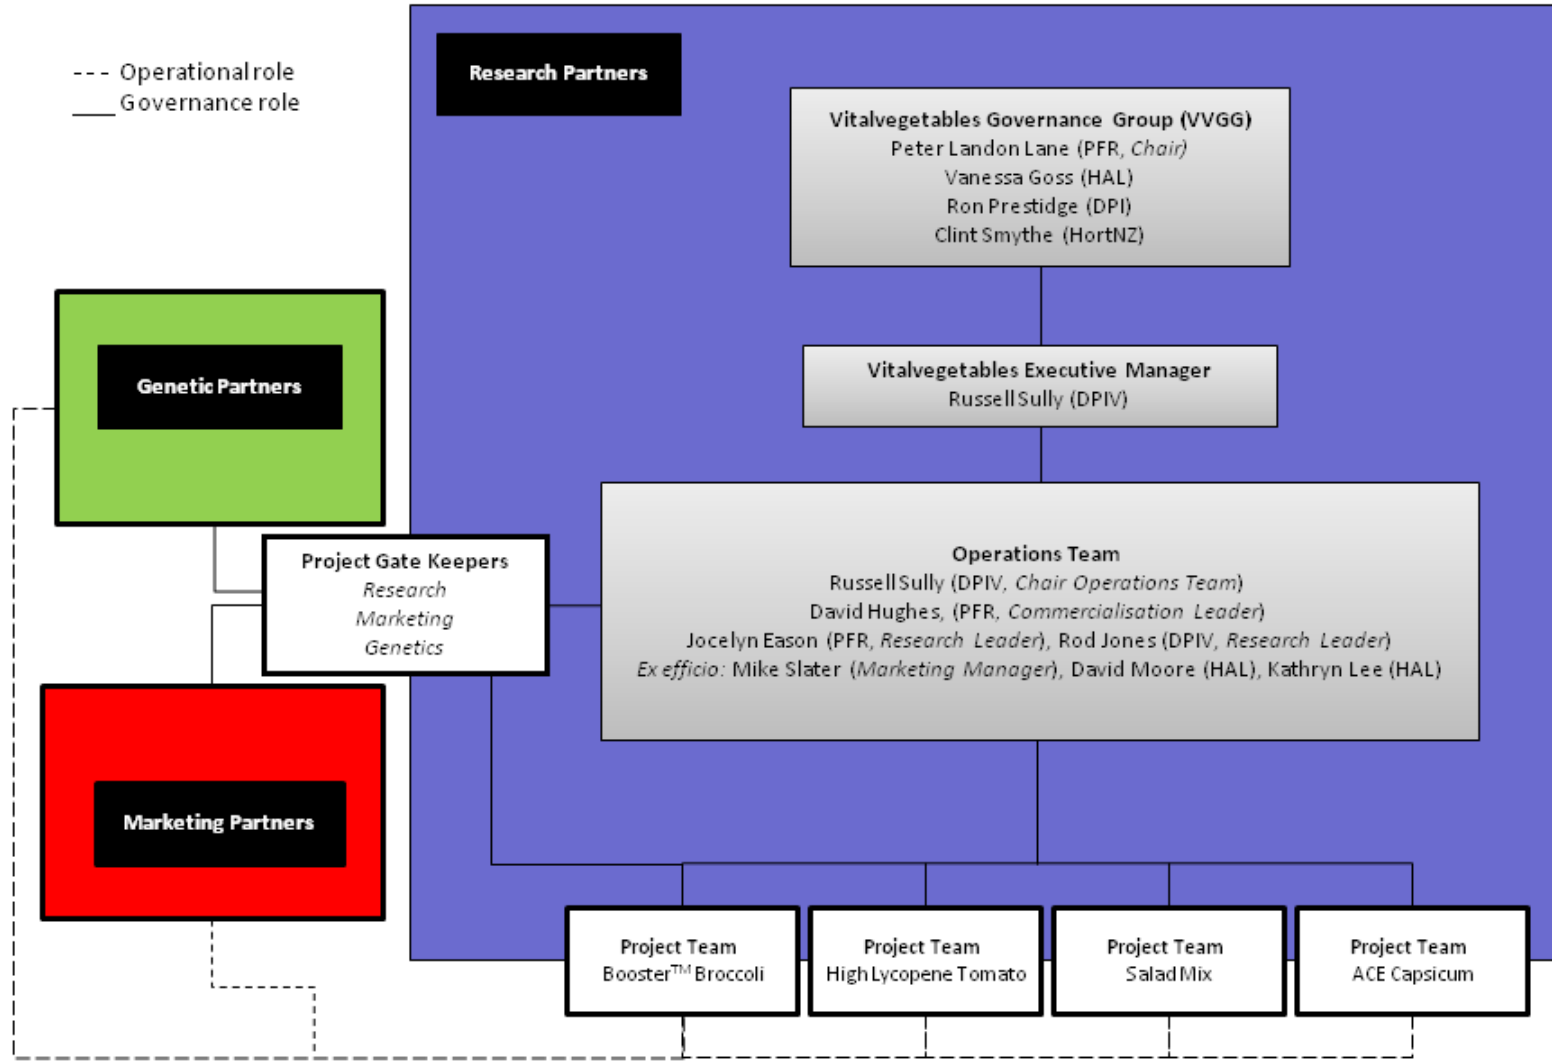 ---- Operational role
___ Governance role
Research Partners
Vitalvegetables Governance Group (VVGG)
Peter Landon Lane (PFR, Chair)
Vanessa Goss (HAL)
Ron Prestidge (DPI)
Clint Smythe (HortNZ)
Genetic Partners
Vitalvegetables Executive Manager
Russell Sully (DPIV)
Project Gate Keepers
Research
Marketing
Genetics
Operations Team
Russell Sully (DPIV, Chair Operations Team)
David Hughes, (PFR, Commercialisation Leader)
Jocelyn Eason (PFR, Research Leader), Rod Jones (DPIV, Research Leader)
Ex efficio: Mike Slater (Marketing Manager), David Moore (HAL), Kathryn Lee (HAL)
Marketing Partners
Project Team
Booster™ Broccoli
Project Team
High Lycopene Tomato
Project Team
Salad Mix
Project Team
ACE Capsicum